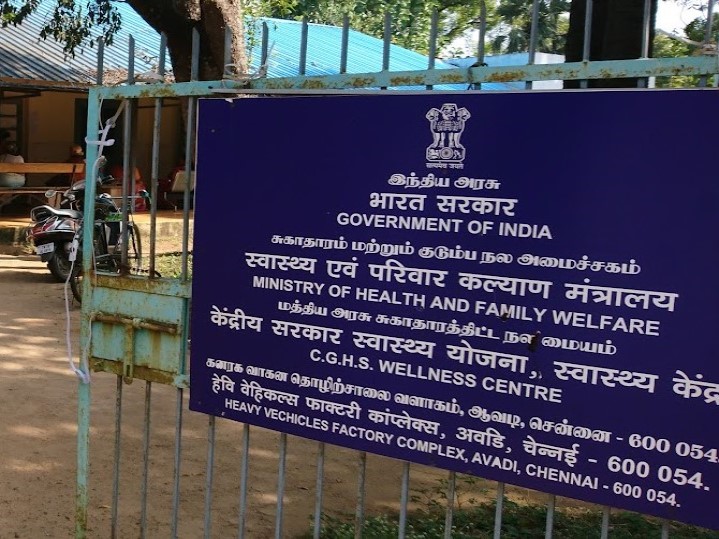 सत्यमेव जयते
இந்திய அரசு
भारत सरकार
GOVERNMENT OF INDIA
சுகாதாரம் மற்றும் குடும்ப நல அமைச்சகம்
स्वास्थ्य एवं परिवार कल्याण मंत्रालय
MINISTRY OF HEALTH AND FAMILY WELFARE
மத்திய அரசு சுகாதாரத்திட்ட நல மையம்
केंद्रीय सरकार स्वास्थ्य योजना, स्वास्थ्य केंद्र
C.G.H.S. WELLNESS CENTRE
கனரக வாகன தொழிற்சாலை வளாகம், ஆவடி, சென்னை - 600 054.
हेवि वेहिकल्स फाक्टरी कांप्लेक्स, अवडि, चेन्नई - 600 054.
HEAVY VECHICLES FACTORY COMPLEX, AVADI, CHENNAI - 600 054.